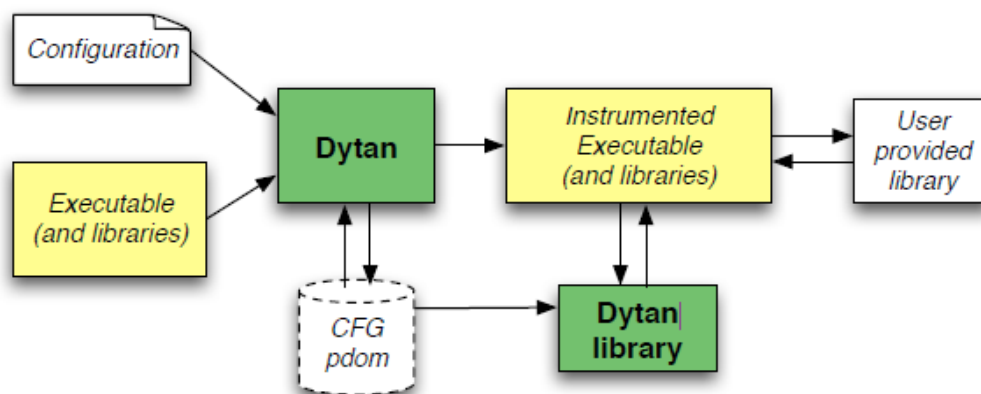 Configuration
Dytan
Executable
(and libraries)
Instrumented
Executable
(and libraries)
User
provided
library
CFG
pdom
Dytan
library